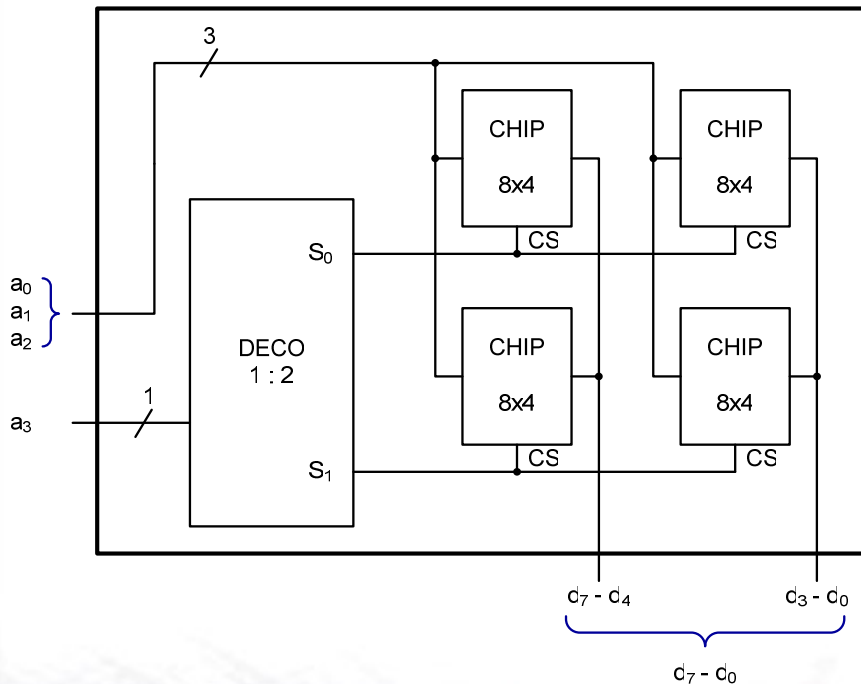 3
CHIP
8x4
CS
CHIP
8x4
CS
a₀
a₁
a₂
a₃
1
DECO
1 : 2
S₀
S₁
CHIP
8x4
CS
CHIP
8x4
CS
d₇ - d₄
d₃ - d₀
d₇ - d₀